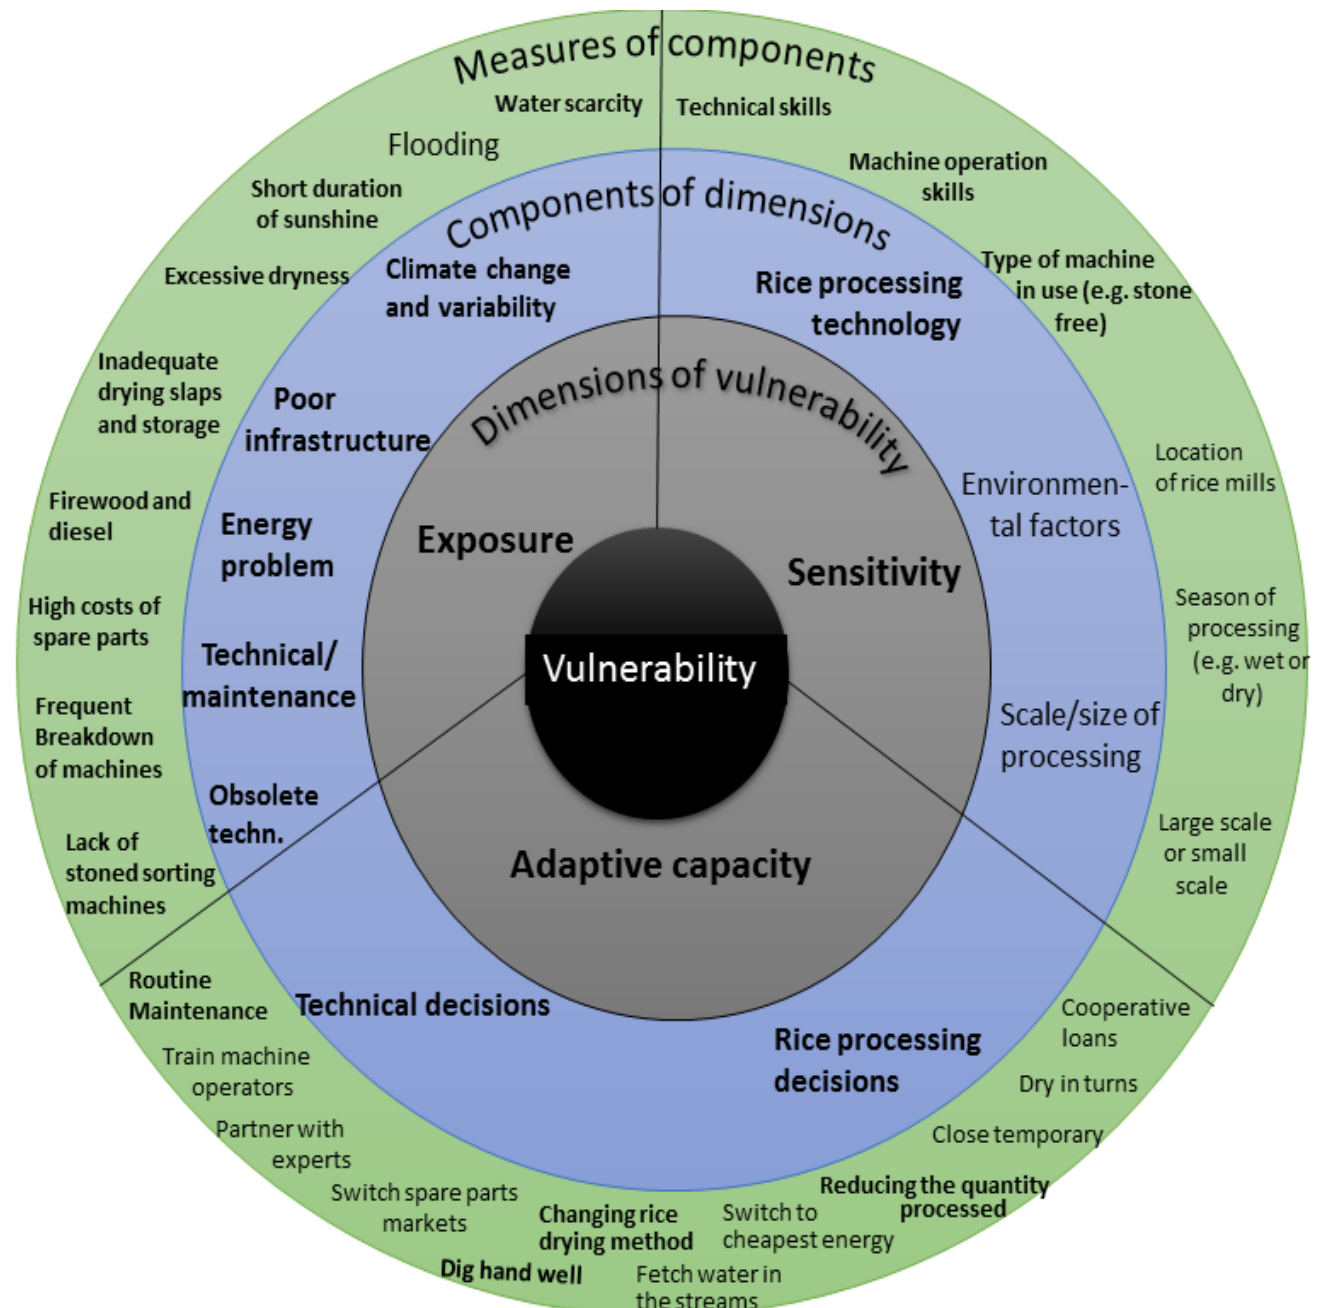 Measures of components
Water scarcity
Technical skills
Flooding
Machine operation
skills
Short duration
of sunshine
Components of dimensions
Excessive dryness
Climate change
and variability
Rice processing
technology
Type of machine
in use (e.g. stone
free)
Inadequate
drying slaps
and storage
Poor
infrastructure
Dimensions of vulnerability
Environmen-
tal factors
Location
of rice mills
Firewood and
diesel
Energy
problem
Exposure
Sensitivity
High costs of
spare parts
Technical/
maintenance
Vulnerability
Season of
processing
(e.g. wet or
dry)
Scale/size of
processing
Frequent
Breakdown
of machines
Obsolete
techn.
Large scale
or small
scale
Lack of
stoned sorting
machines
Adaptive capacity
Routine
Maintenance
Technical decisions
Rice processing
decisions
Cooperative
loans
Train machine
operators
Dry in turns
Partner with
experts
Close temporary
Switch spare parts
markets
Changing rice
drying method
Switch to
cheapest energy
Reducing the quantity
processed
Dig hand well
Fetch water in
the streams